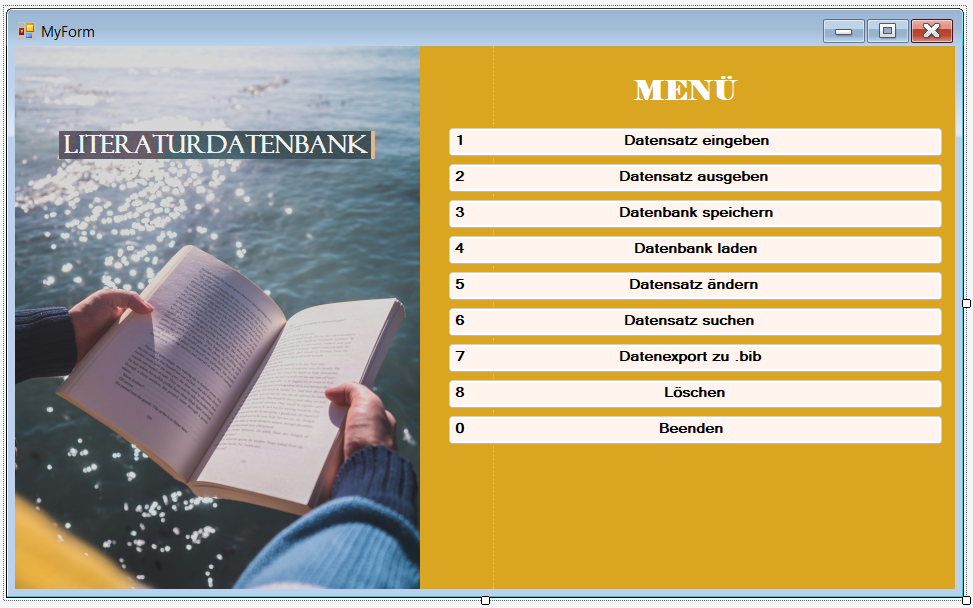 MyForm
LITERATURDATENBANK
MENÜ
1 Datensatz eingeben
2 Datensatz ausgeben
3 Datenbank speichern
4 Datenbank laden
5 Datensatz ändern
6 Datensatz suchen
7 Datenexport zu .bib
8 Löschen
0 Beenden